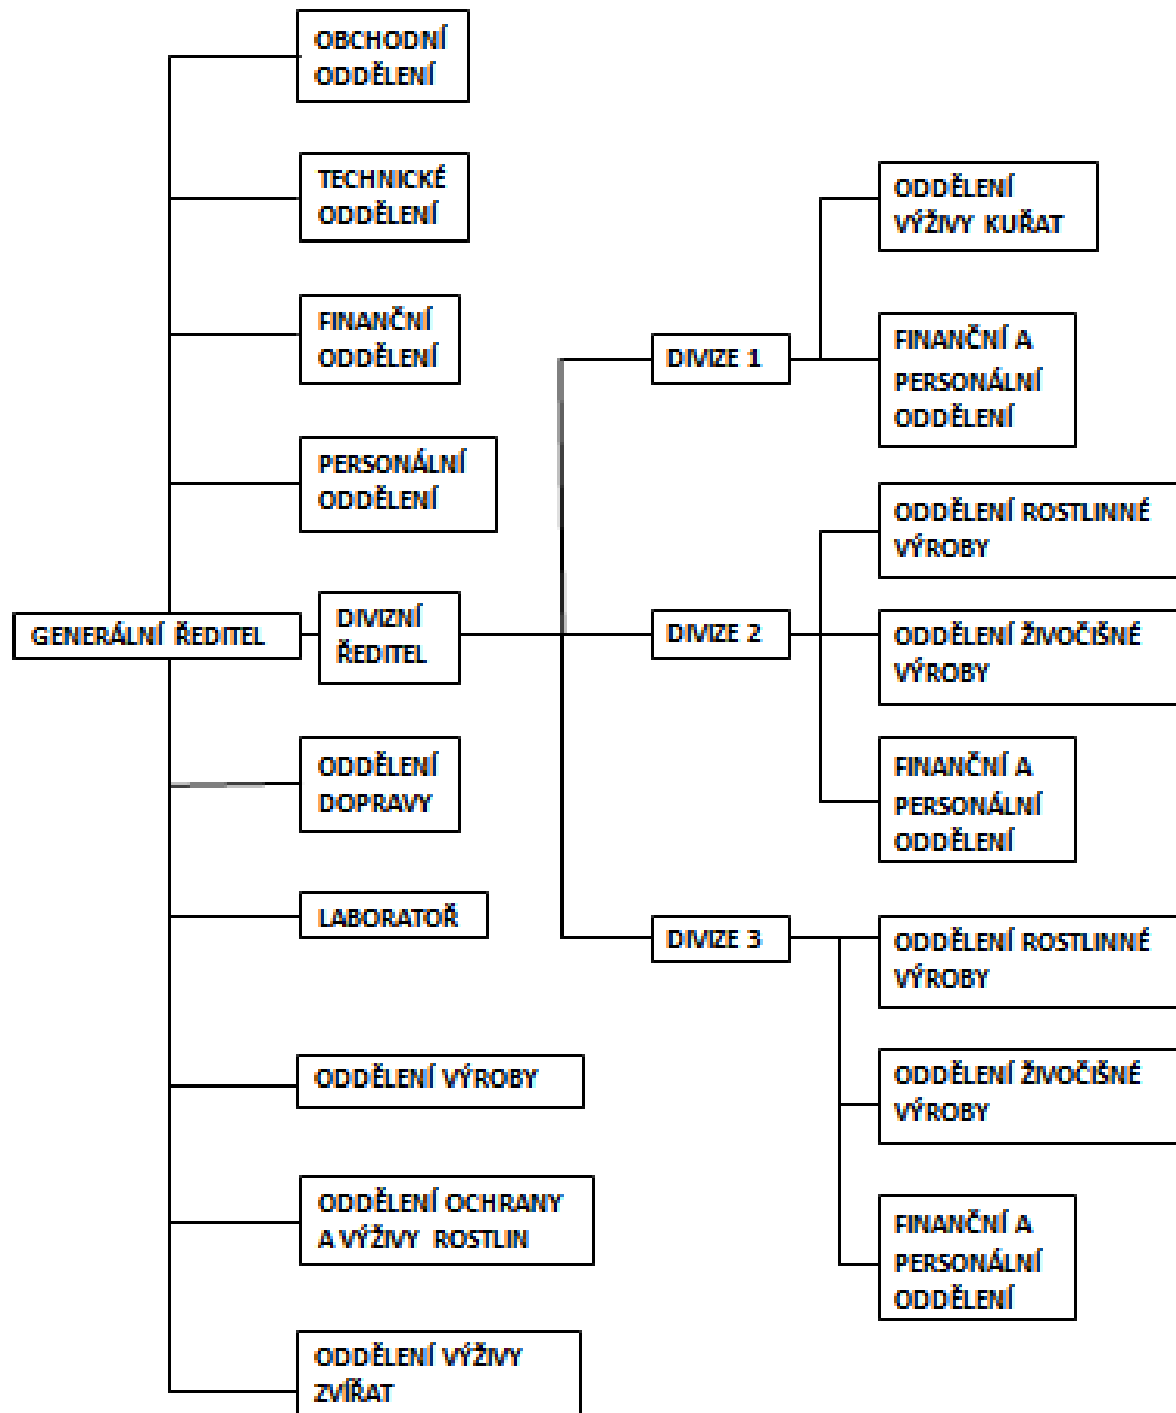 OBCHODNÍ
ODDĚLENÍ
TECHNICKÉ
ODDĚLENÍ
FINANČNÍ
ODDĚLENÍ
PERSONÁLNÍ
ODDĚLENÍ
GENERÁLNÍ ŘEDITEL
DIVIZNÍ
ŘEDITEL
ODDĚLENÍ
DOPRAVY
LABORATOŘ
ODDĚLENÍ VÝROBY
ODDĚLENÍ OCHRANY
A VÝŽIVY ROSTLIN
ODDĚLENÍ VÝŽIVY
ZVÍŘAT
DIVIZE 1
ODDĚLENÍ
VÝŽIVY KUŘAT
FINANČNÍ A
PERSONÁLNÍ
ODDĚLENÍ
DIVIZE 2
ODDĚLENÍ ROSTLINNÉ
VÝROBY
ODDĚLENÍ ŽIVOČIŠNÉ
VÝROBY
FINANČNÍ A
PERSONÁLNÍ
ODDĚLENÍ
DIVIZE 3
ODDĚLENÍ ROSTLINNÉ
VÝROBY
ODDĚLENÍ ŽIVOČIŠNÉ
VÝROBY
FINANČNÍ A
PERSONÁLNÍ
ODDĚLENÍ